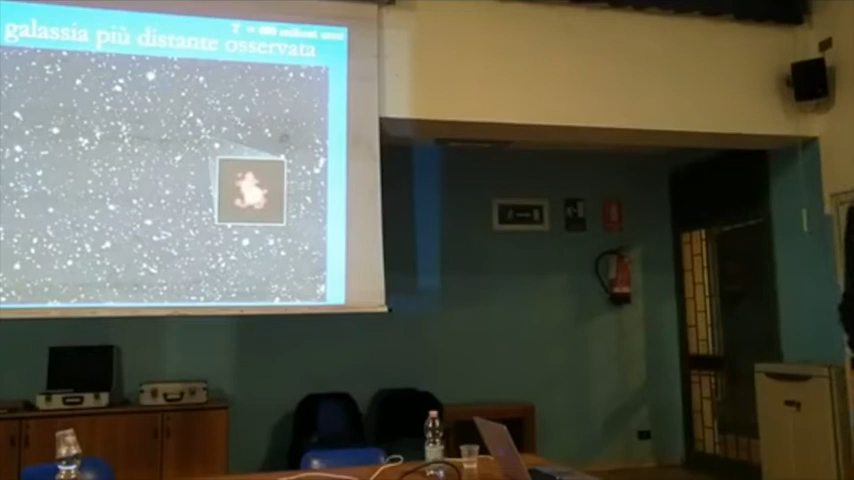 T =
galassia più distante osservata